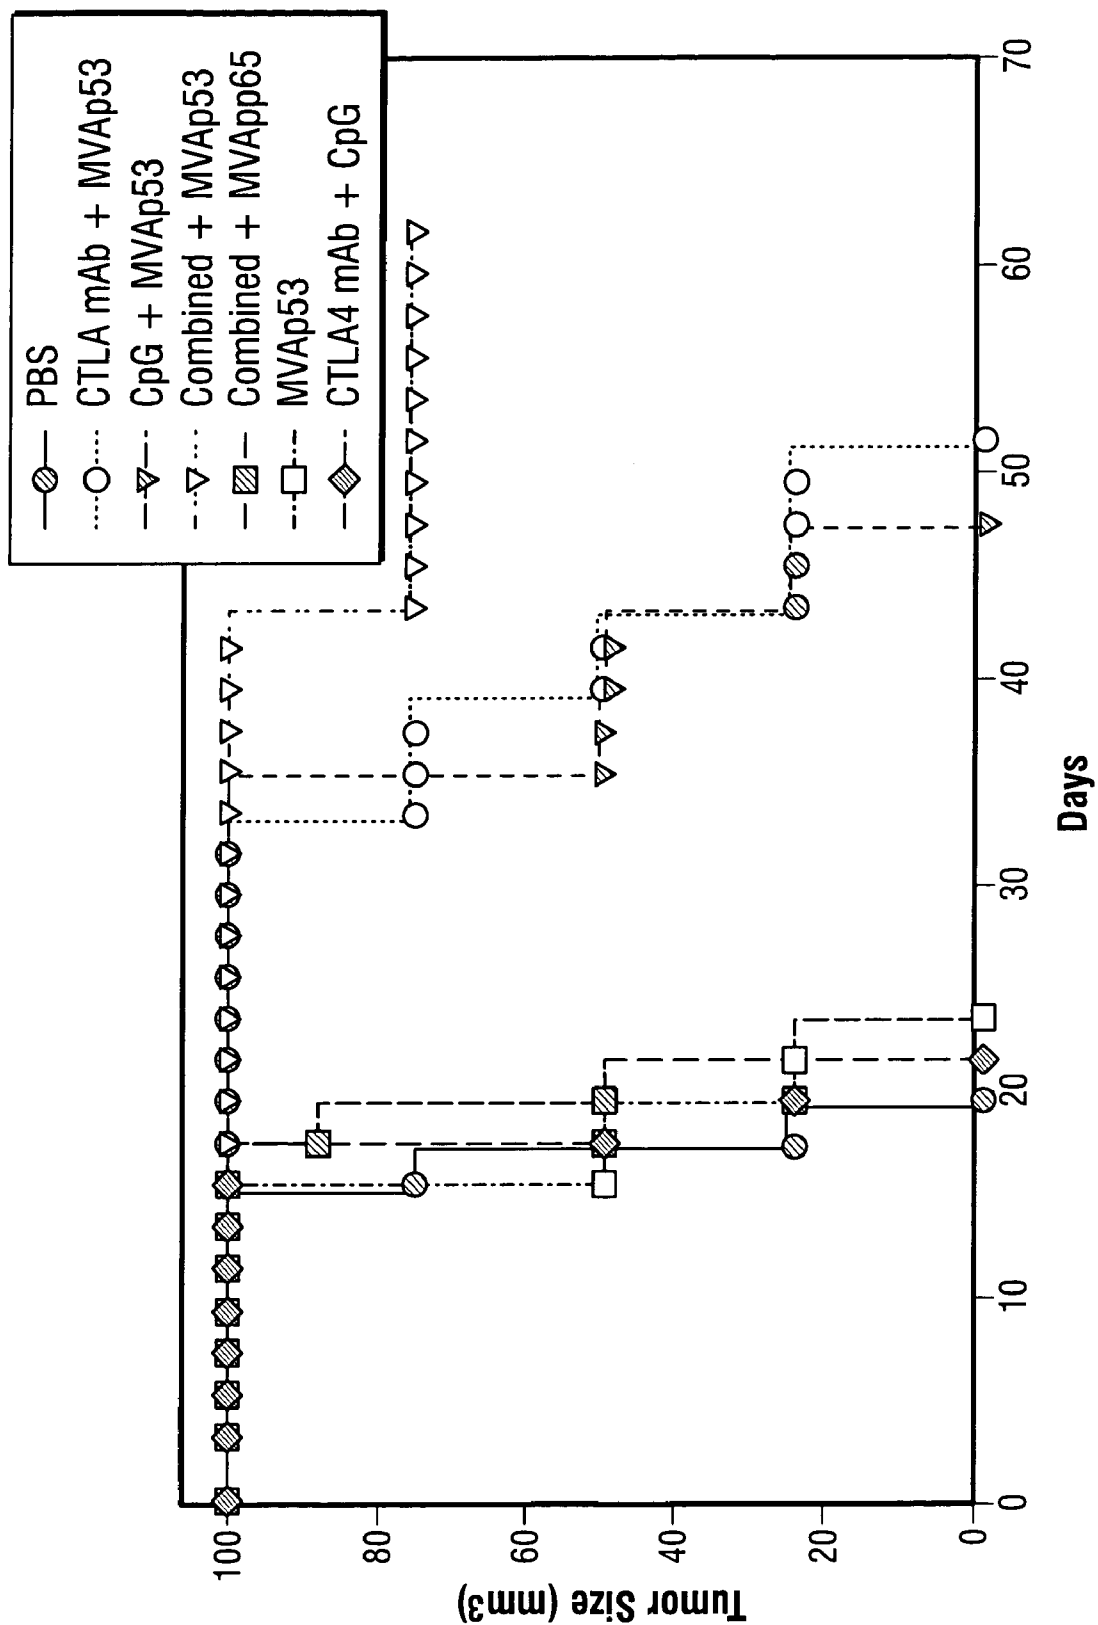 PBS
CTLA mAb + MVAp53
CpG + MVAp53
Combined + MVAp53
Combined + MVApp65
MVAp53
CTLA4 mAb + CpG
Tumor Size (mm3)
100
80
60
40
20
0
0
10
20
30
40
50
60
70
Days